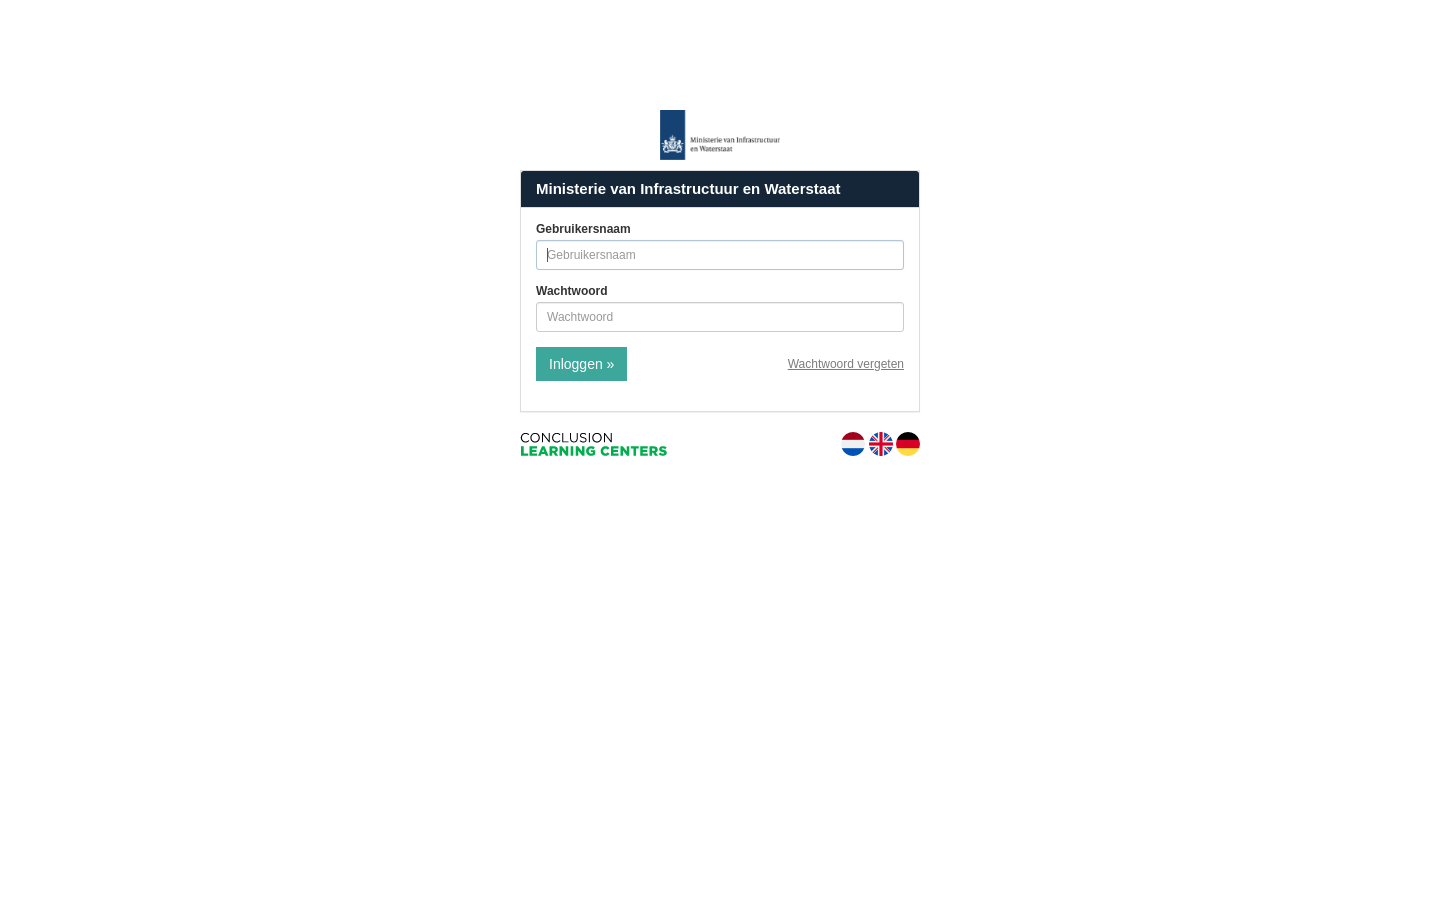 Ministerie van Infrastructuur
en Waterstaat
Ministerie van Infrastructuur en Waterstaat
Gebruikersnaam
Gebruikersnaam
Wachtwoord
Wachtwoord
Inloggen »
Wachtwoord vergeten
CONCLUSION
LEARNING CENTERS